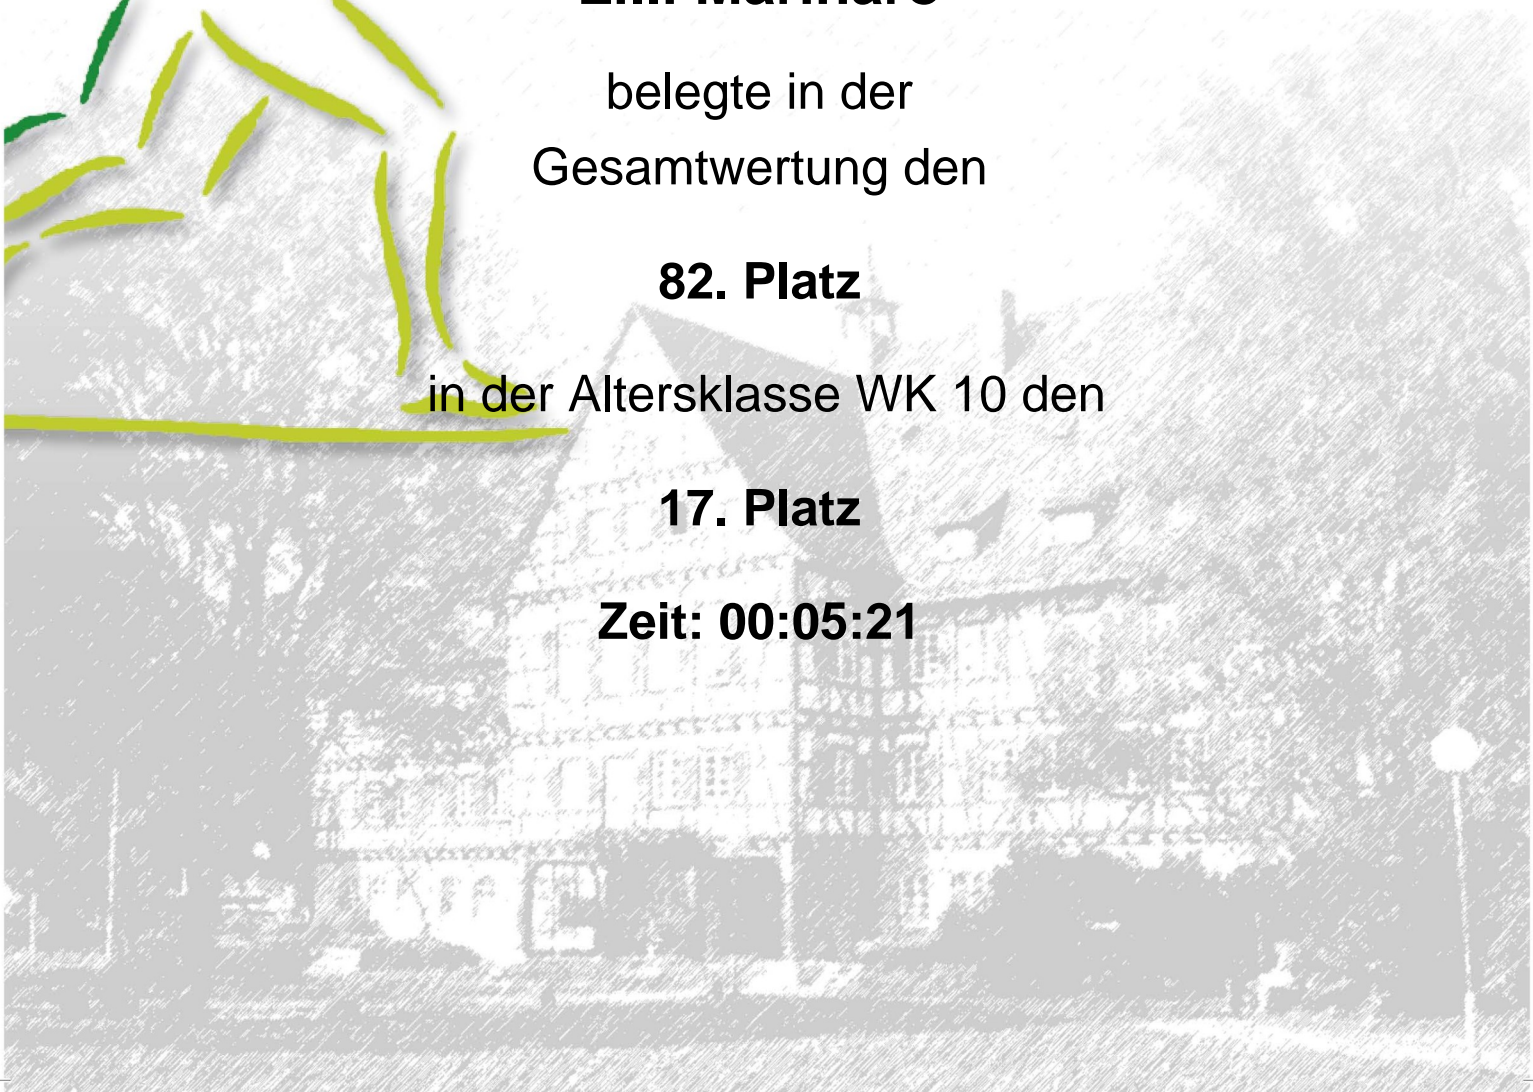 belegte in der
Gesamtwertung den
82. Platz
in der Altersklasse WK 10 den
17. Platz
Zeit: 00:05:21